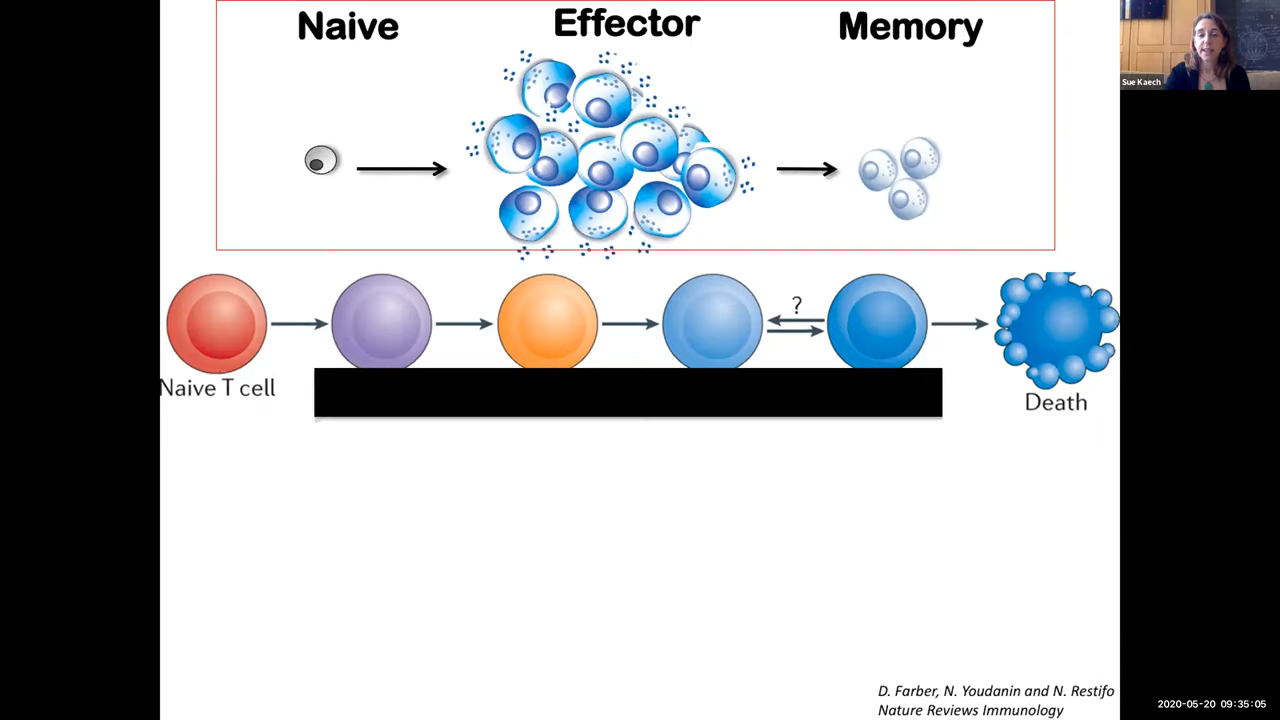 Naive
Effector
Memory
Sue Kaech
?
Naive T cell
Death
D. Farber, N. Youdanin and N. Restifo
Nature Reviews Immunology
2020-05-20 09:35:05